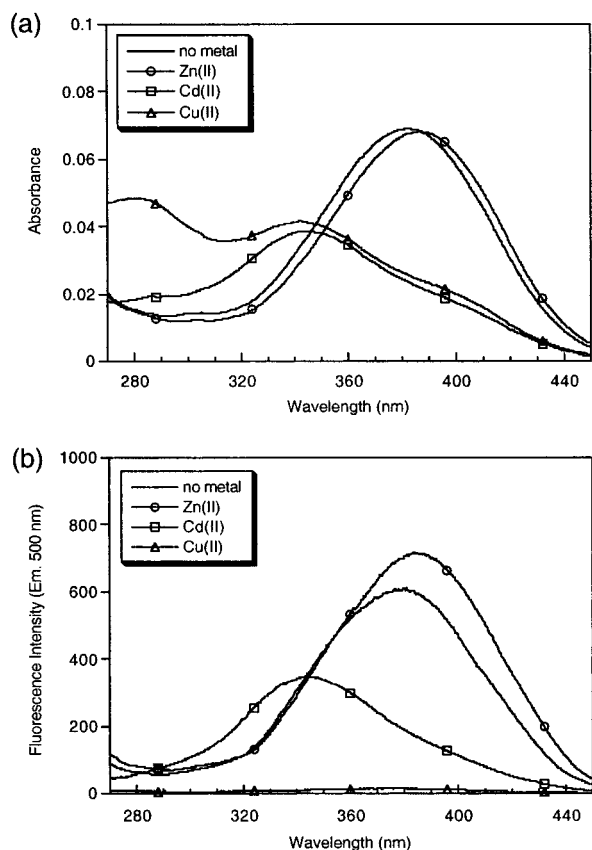 (a)
0.1
0.08
0.06
0.04
0.02
0
Absorbance
no metal
Zn(II)
Cd(II)
Cu(II)
280
320
360
400
440
Wavelength (nm)
(b)
1000
800
600
400
200
0
Fluorescence Intensity (Em. 500 nm)
no metal
Zn(II)
Cd(II)
Cu(II)
280
320
360
400
440
Wavelength (nm)